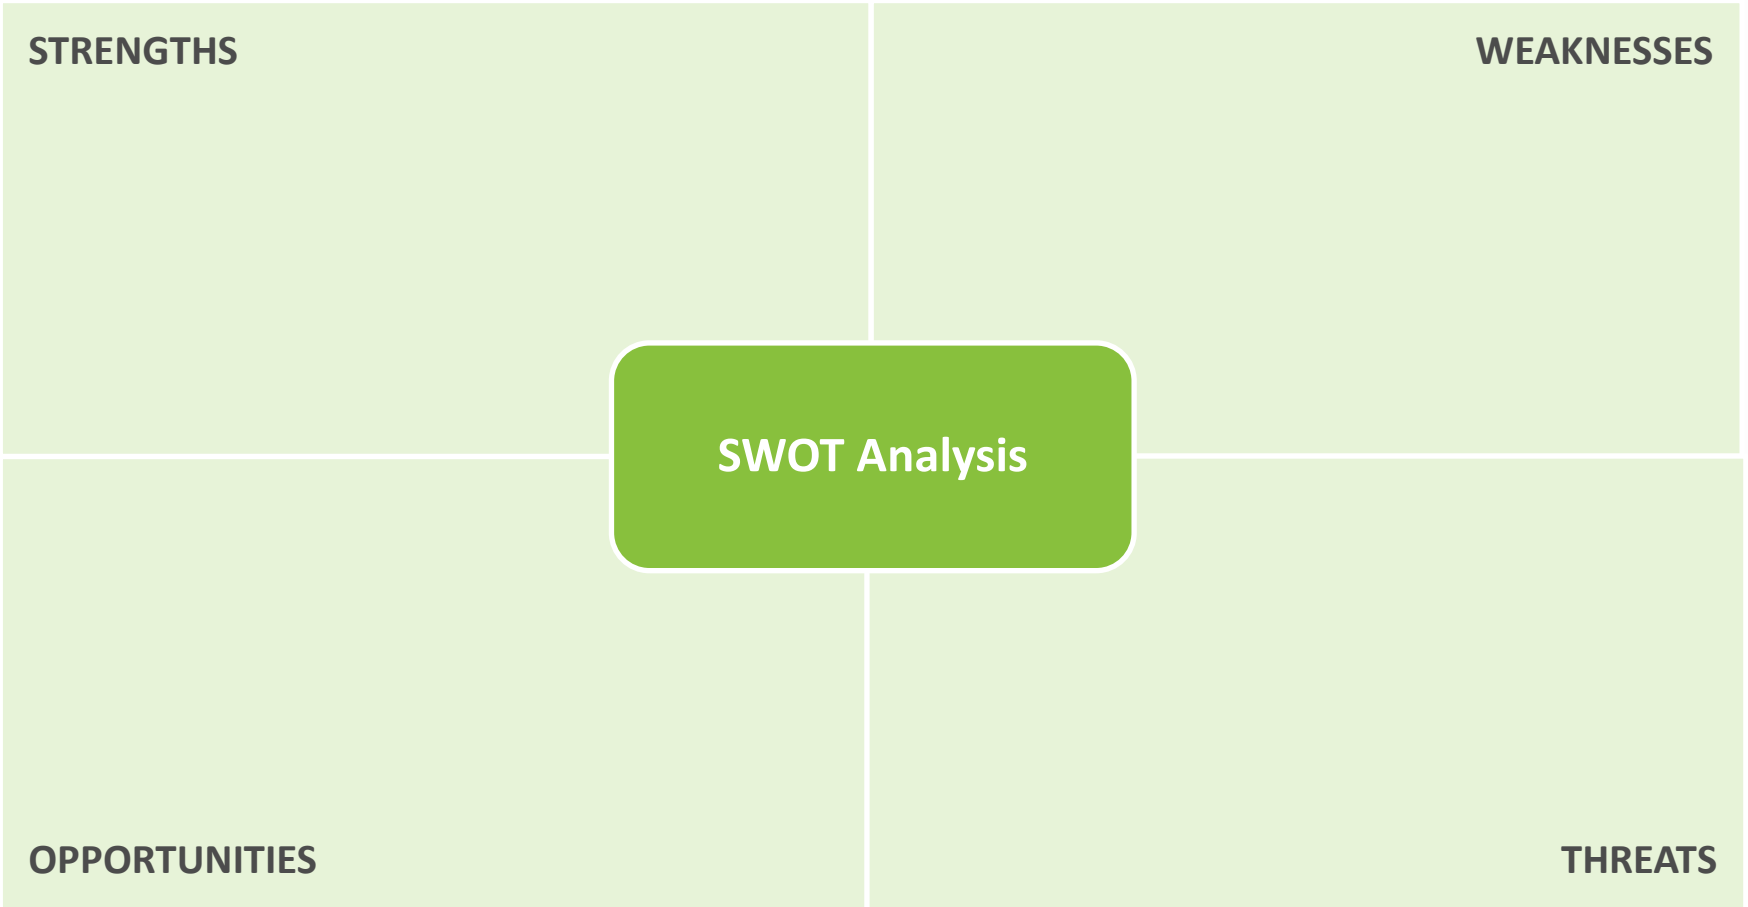 STRENGTHS
WEAKNESSES
SWOT Analysis
OPPORTUNITIES
THREATS